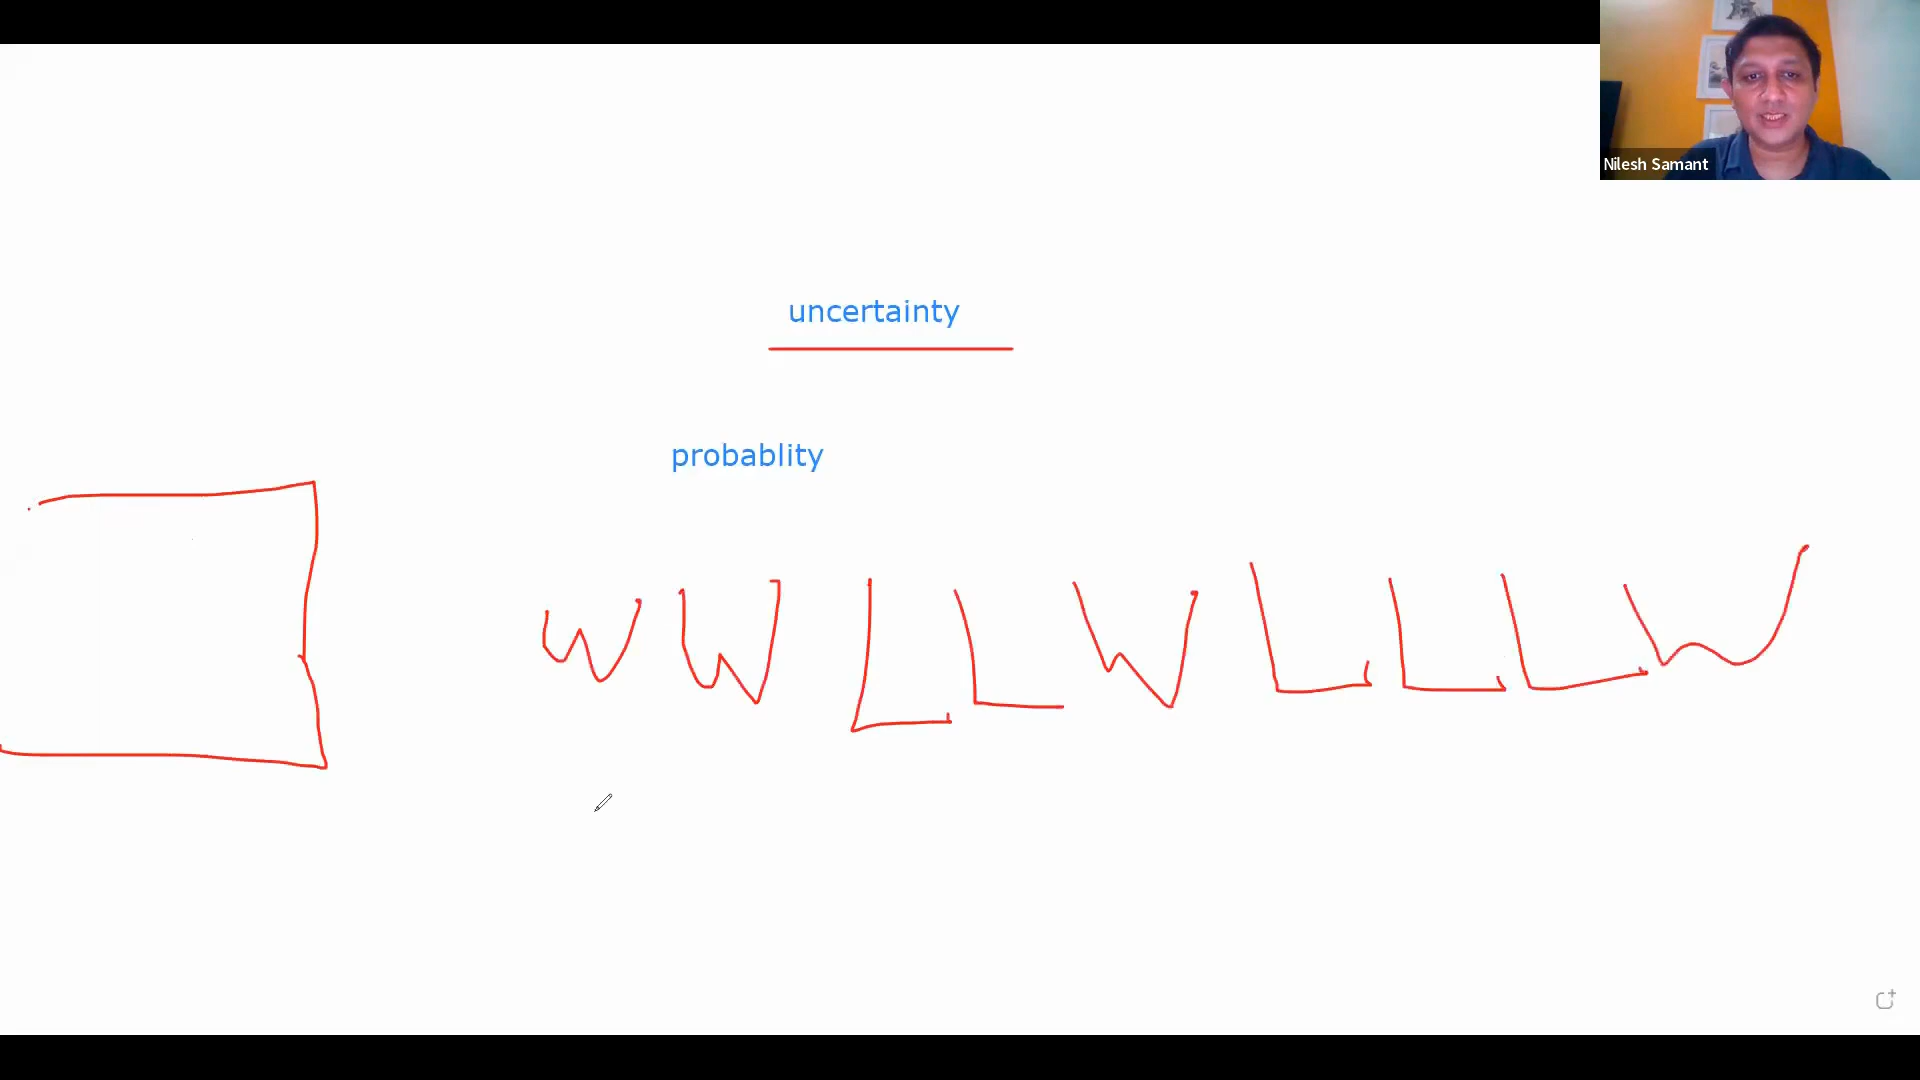 Nilesh Samant
uncertainty
probablity
W W L L W L L L W